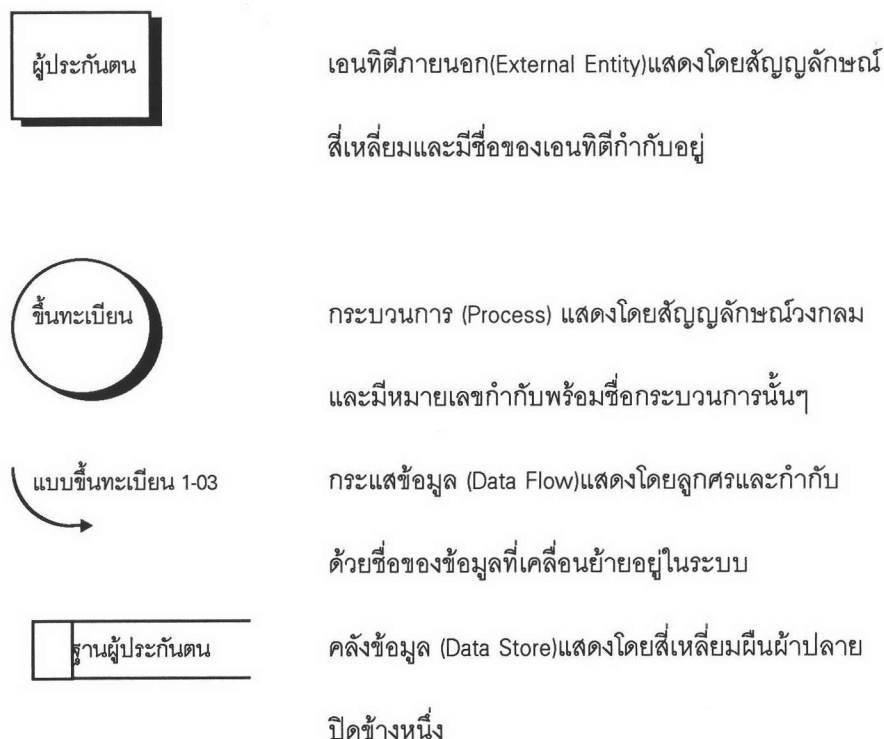 ผู้ประกันตน
เอนทิตีภายนอก(External Entity)แสดงโดยสัญญลักษณ์
สี่เหลี่ยมและมีชื่อของเอนทิตีกำกับอยู่
ขึ้นทะเบียน
กระบวนการ (Process) แสดงโดยสัญญลักษณ์วงกลม
และมีหมายเลขกำกับพร้อมชื่อกระบวนการนั้นๆ
แบบขึ้นทะเบียน 1-03
กระแสข้อมูล (Data Flow)แสดงโดยลูกศรและกำกับ
ด้วยชื่อของข้อมูลที่เคลื่อนย้ายอยู่ในระบบ
ฐานผู้ประกันตน
คลังข้อมูล (Data Store)แสดงโดยสี่เหลี่ยมผืนผ้าปลาย
ปิดข้างหนึ่ง